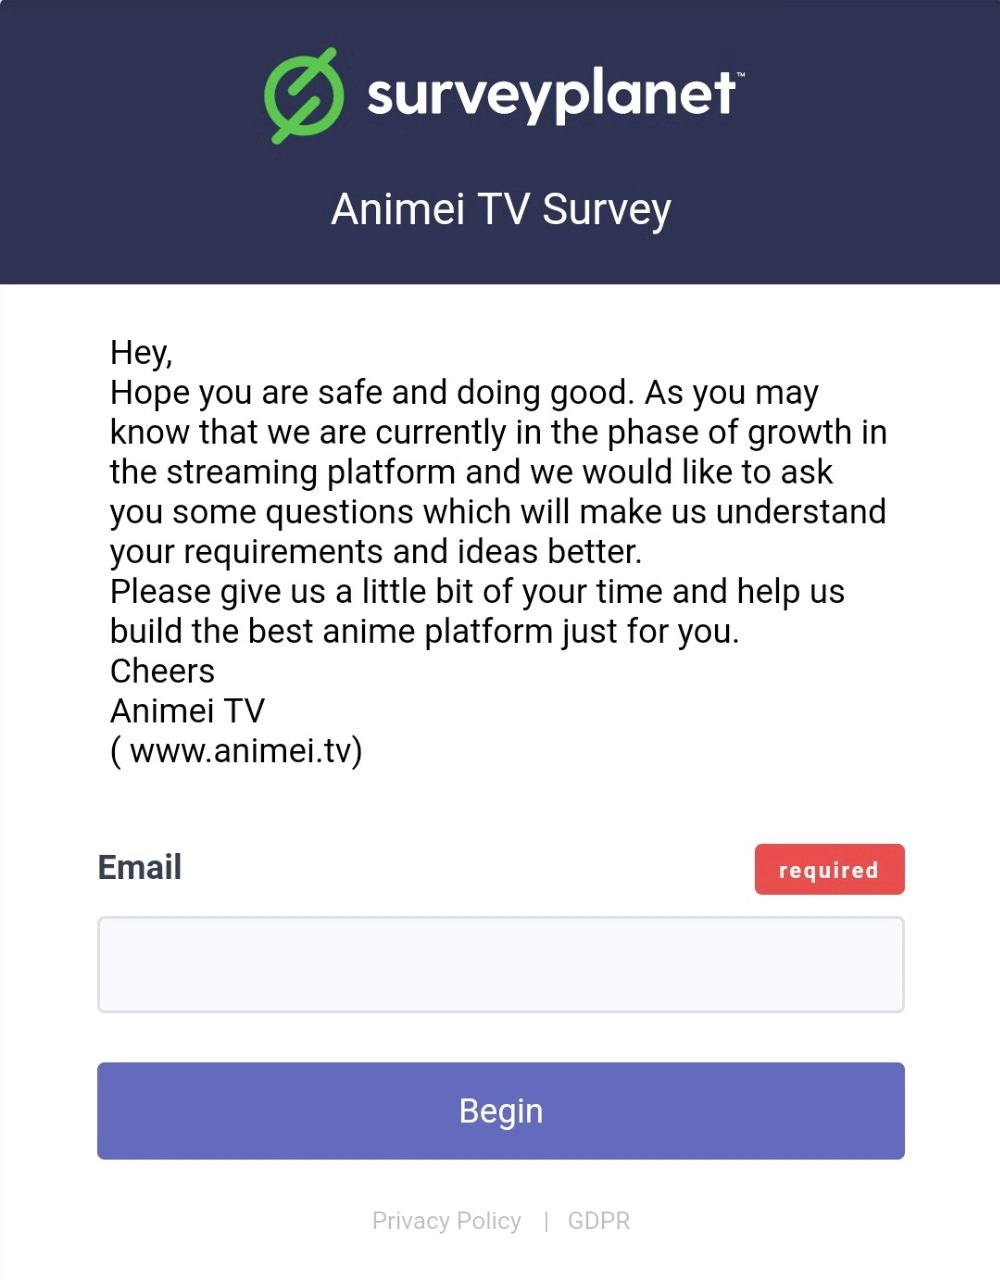 surveyplanet™
Animei TV Survey
Hey,
Hope you are safe and doing good. As you may
know that we are currently in the phase of growth in
the streaming platform and we would like to ask
you some questions which will make us understand
your requirements and ideas better.
Please give us a little bit of your time and help us
build the best anime platform just for you.
Cheers
Animei TV
( www.animei.tv)
Email required
Begin
Privacy Policy | GDPR